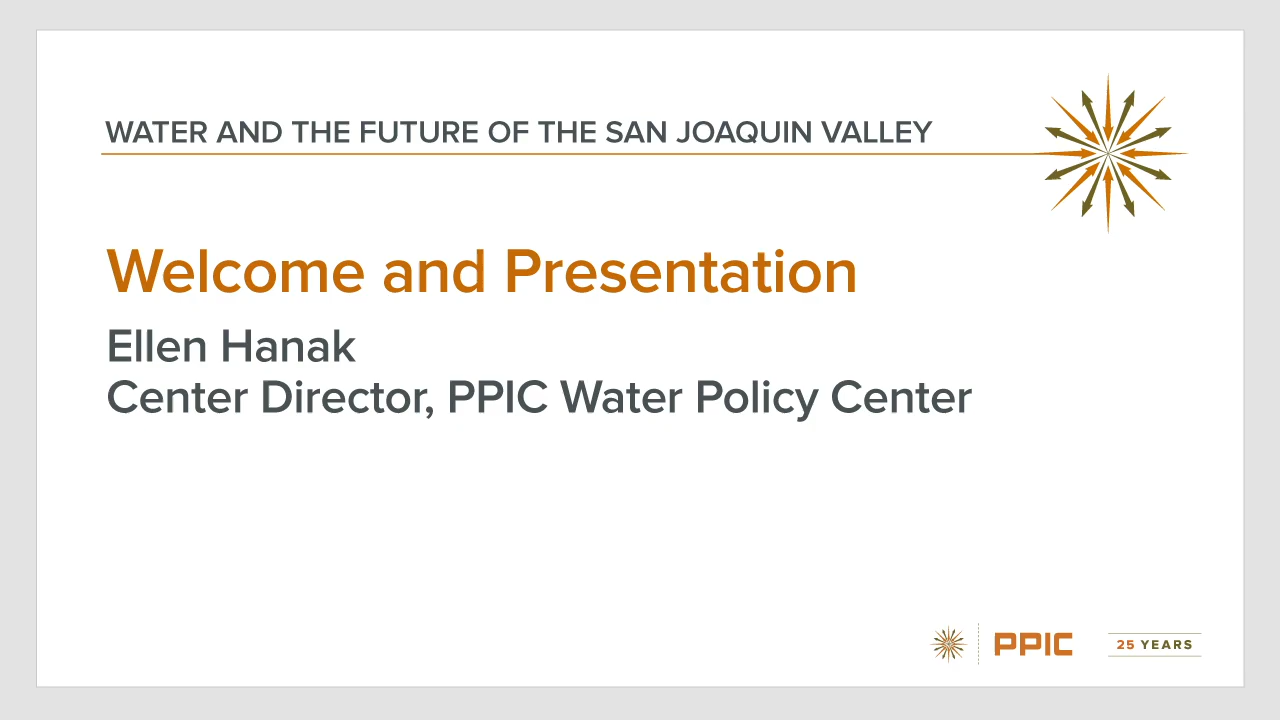 WATER AND THE FUTURE OF THE SAN JOAQUIN VALLEY
Welcome and Presentation
Ellen Hanak
Center Director, PPIC Water Policy Center
PPIC
25 YEARS